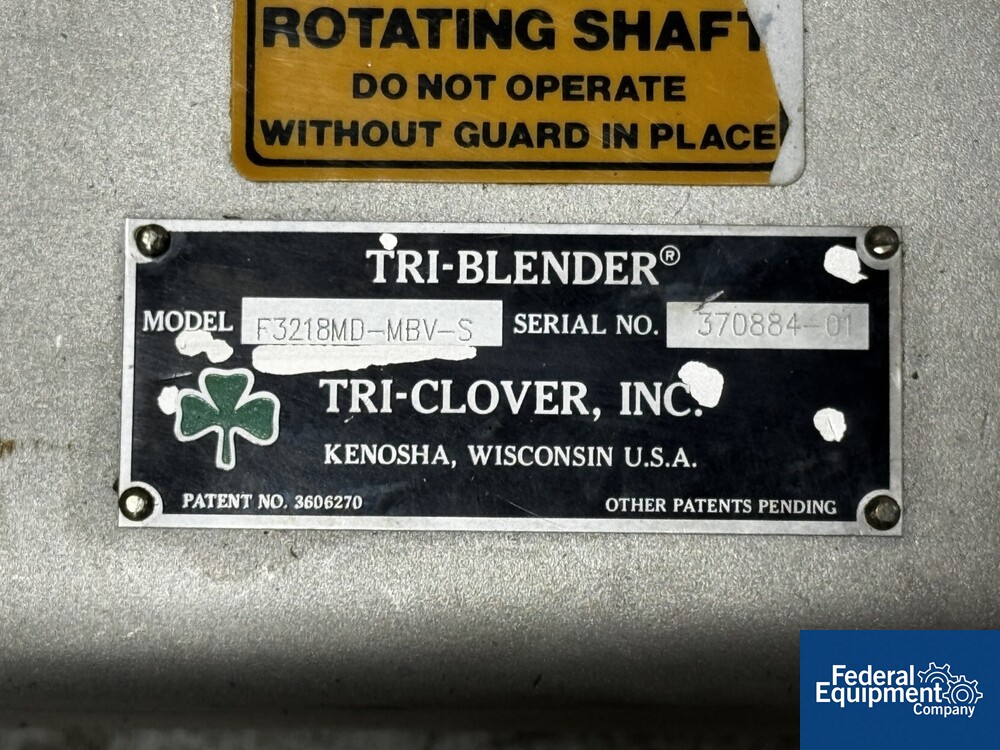 ROTATING SHAFT
DO NOT OPERATE
WITHOUT GUARD IN PLACE
TRI-BLENDER®
MODEL F3218MD-MBV-S SERIAL NO. 370884-01
TRI-CLOVER, INC.
KENOSHA, WISCONSIN U.S.A.
PATENT NO. 3606270 OTHER PATENTS PENDING
Federal
Equipment
Company